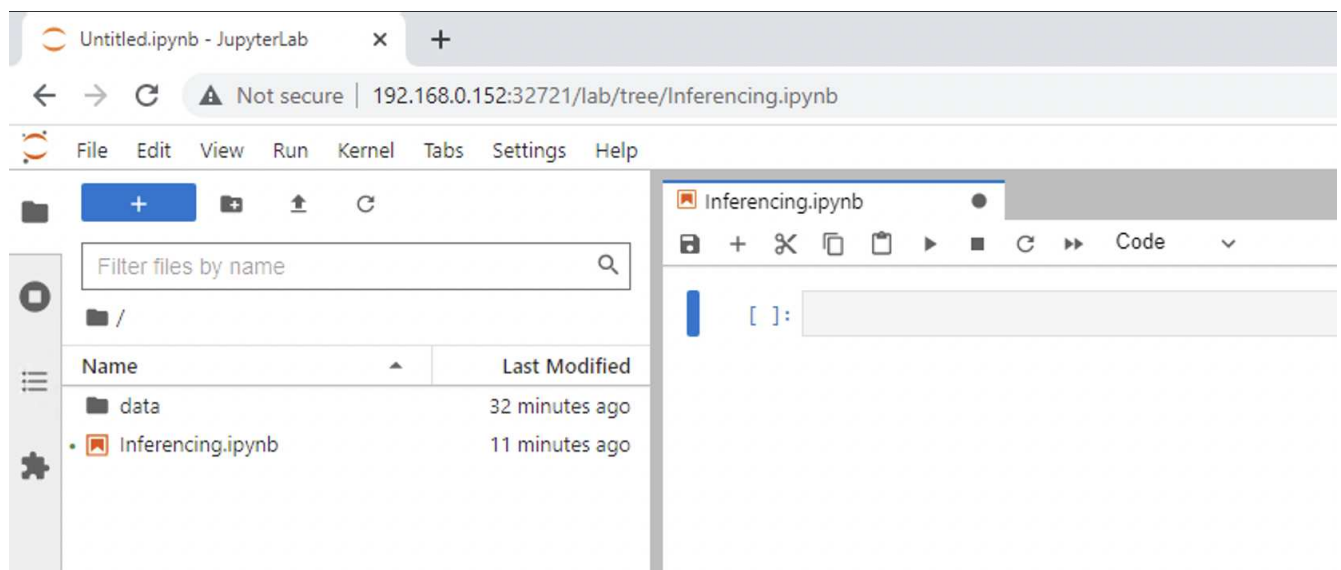 Untitled.ipynb - JupyterLab
Not secure | 192.168.0.152:32721/lab/tree/Inferencing.ipynb
File Edit View Run Kernel Tabs Settings Help
Inferencing.ipynb
Code
Filter files by name
/
[ ]:
Name Last Modified
data 32 minutes ago
Inferencing.ipynb 11 minutes ago